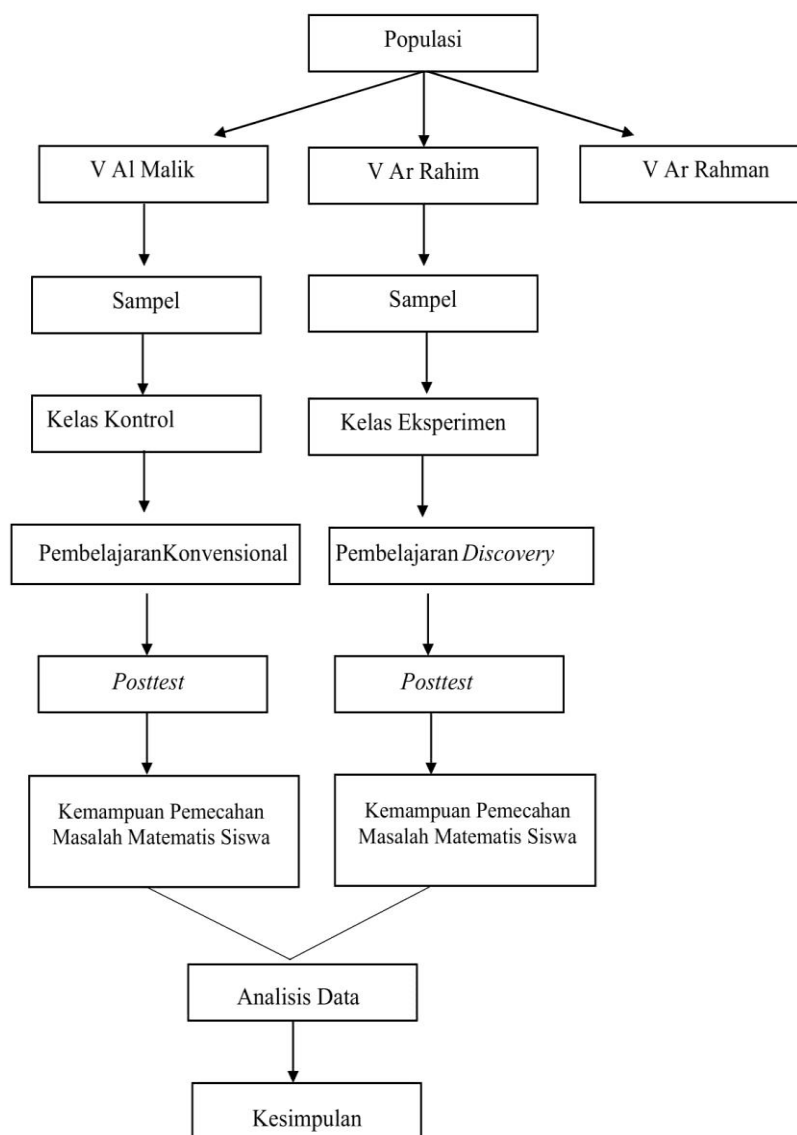 Populasi
V Al Malik
V Ar Rahim
V Ar Rahman
Sampel
Sampel
Kelas Kontrol
Kelas Eksperimen
PembelajaranKonvensional
Pembelajaran Discovery
Posttest
Posttest
Kemampuan Pemecahan
Masalah Matematis Siswa
Kemampuan Pemecahan
Masalah Matematis Siswa
Analisis Data
Kesimpulan